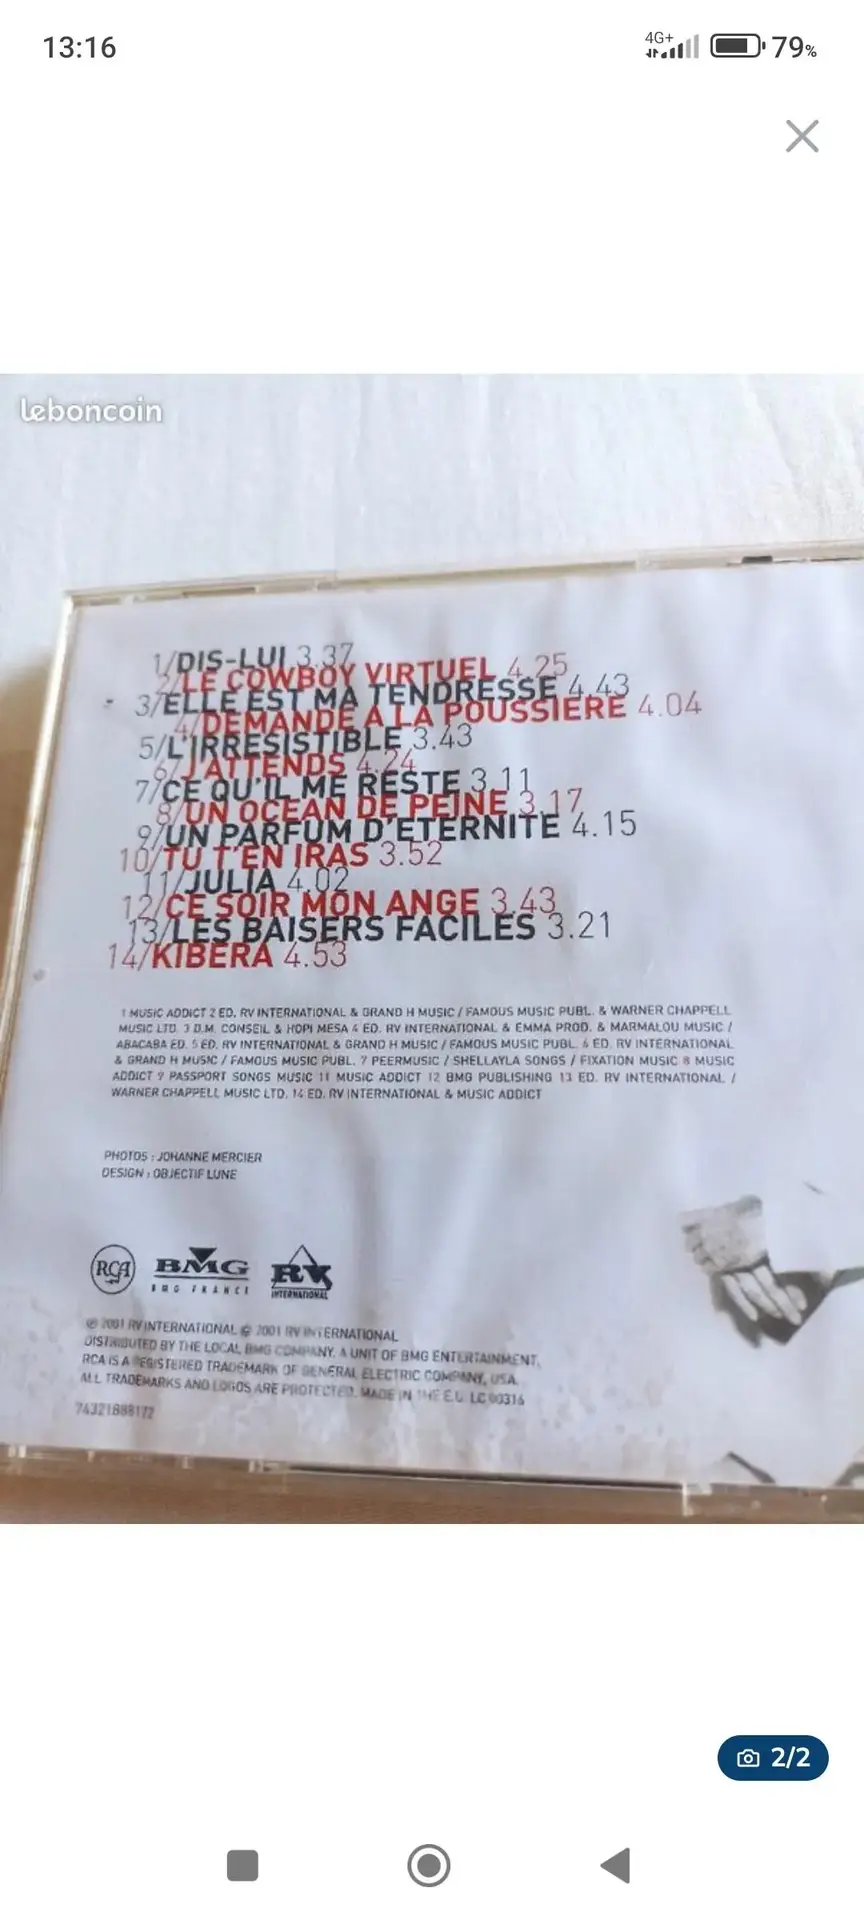 13:16
4G+
79%
leboncoin
1/DIS-LUI 3.37
2/LE COWBOY VIRTUEL 4.25
3/ELLE EST MA TENDRESSE 4.43
4/DEMANDE A LA POUSSIERE 4.04
5/L'IRRESISTIBLE 3.43
6/J'ATTENDS 4.24
7/CE QU'IL ME RESTE 3.11
8/UN OCEAN DE PEINE 3.17
9/UN PARFUM D'ETERNITE 4.15
10/TU T'EN IRAS 3.52
11/JULIA 4.02
12/CE SOIR MON ANGE 3.43
13/LES BAISERS FACILES 3.21
14/KIBERA 4.53
1 MUSIC ADDICT 2 ED. RV INTERNATIONAL & GRAND H MUSIC / FAMOUS MUSIC PUBL. & WARNER CHAPPELL
MUSIC LTD. 3 D.M. CONSEIL & HOPI MESA 4 ED. RV INTERNATIONAL & EMMA PROD. & MARMALOU MUSIC /
ABACABA ED. 5 ED. RV INTERNATIONAL & GRAND H MUSIC / FAMOUS MUSIC PUBL. 6 ED. RV INTERNATIONAL
& GRAND H MUSIC / FAMOUS MUSIC PUBL. 7 PEERMUSIC / SHELLAYLA SONGS / FIXATION MUSIC 8 MUSIC
ADDICT 9 PASSPORT SONGS MUSIC 11 MUSIC ADDICT 12 BMG PUBLISHING 13 ED. RV INTERNATIONAL /
WARNER CHAPPELL MUSIC LTD. 14 ED. RV INTERNATIONAL & MUSIC ADDICT
PHOTOS : JOHANNE MERCIER
DESIGN : OBJECTIF LUNE
RCA BMG RV
BMG FRANCE INTERNATIONAL
℗ 2001 RV INTERNATIONAL © 2001 RV INTERNATIONAL
DISTRIBUTED BY THE LOCAL BMG COMPANY. A UNIT OF BMG ENTERTAINMENT,
RCA IS A REGISTERED TRADEMARK OF GENERAL ELECTRIC COMPANY, USA.
ALL TRADEMARKS AND LOGOS ARE PROTECTED. MADE IN THE E.U. LC 00316
74321888172
2/2